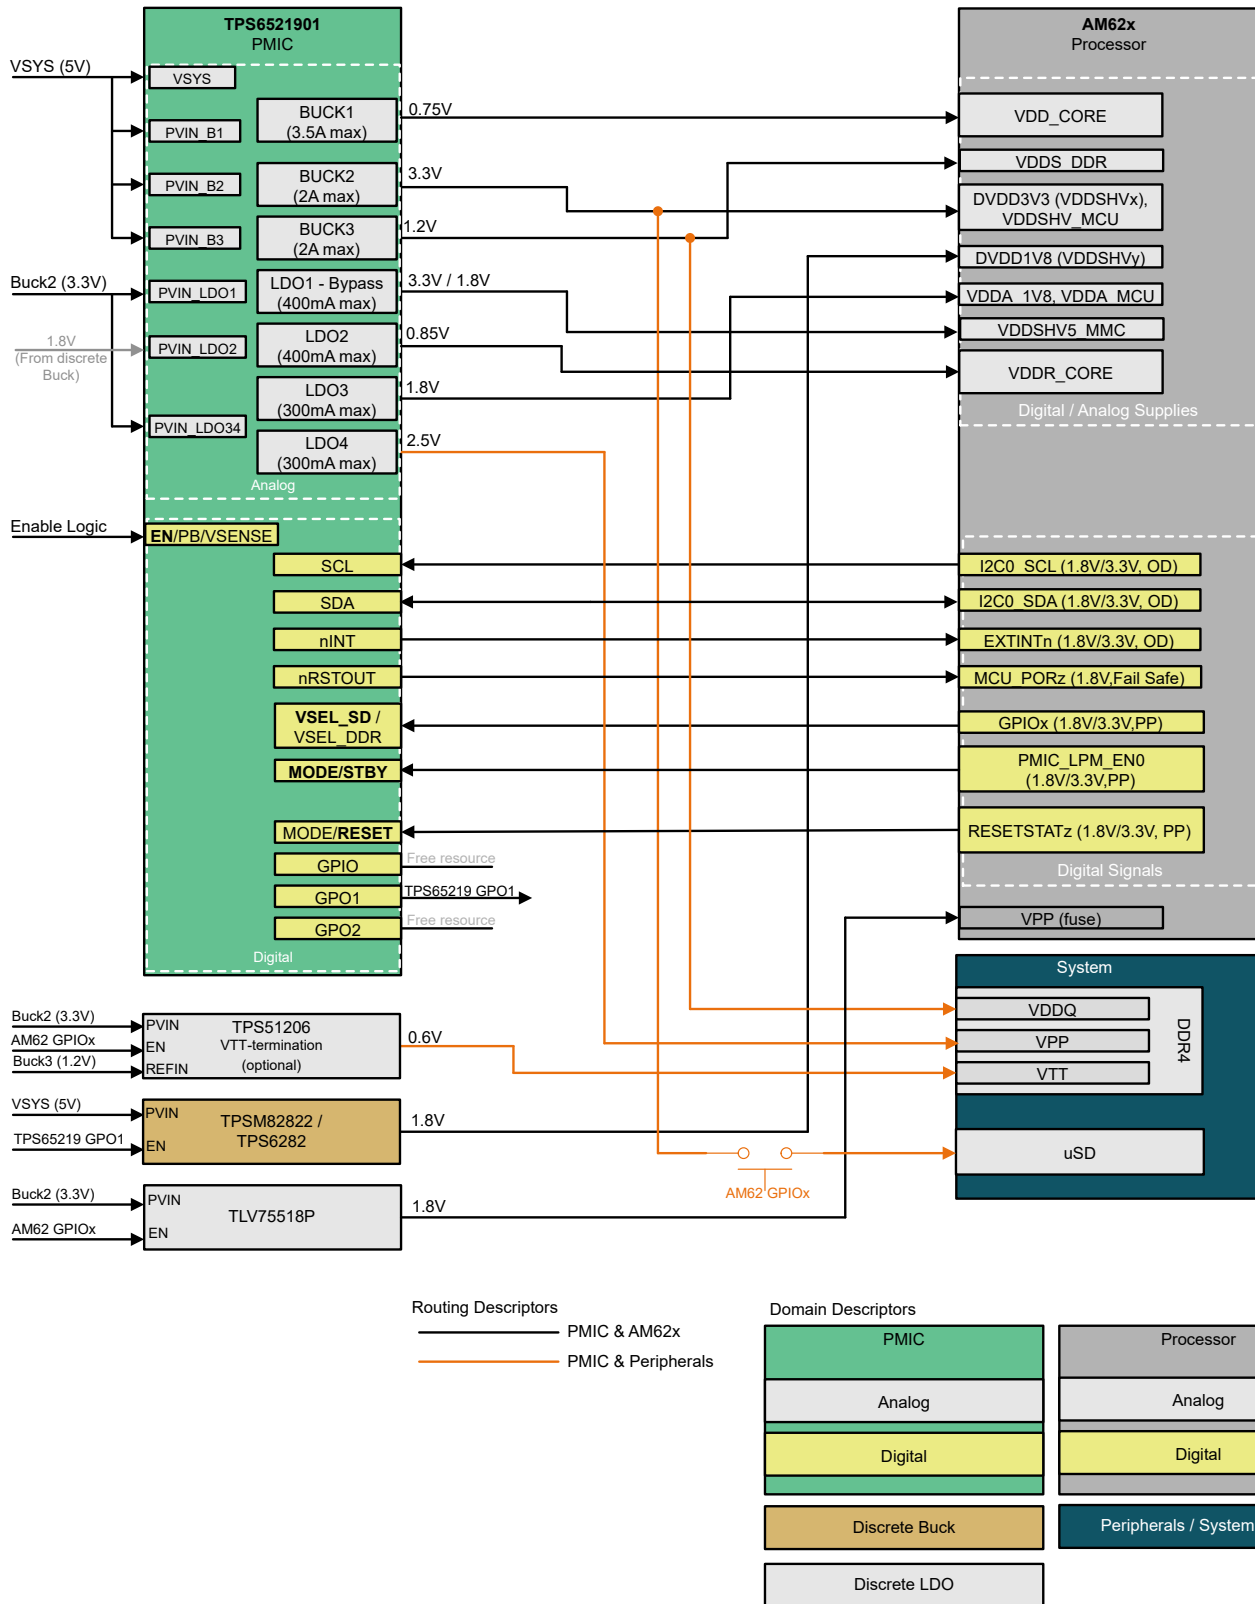 TPS6521901
PMIC
VSYS (5V)
VSYS
PVIN_B1
PVIN_B2
PVIN_B3
Buck2 (3.3V)
PVIN_LDO1
1.8V
(From discrete
Buck)
PVIN_LDO2
PVIN_LDO34
BUCK1
(3.5A max)
0.75V
BUCK2
(2A max)
3.3V
BUCK3
(2A max)
1.2V
LDO1 - Bypass
(400mA max)
3.3V / 1.8V
LDO2
(400mA max)
0.85V
LDO3
(300mA max)
1.8V
LDO4
(300mA max)
2.5V
Analog
Enable Logic
EN/PB/VSENSE
SCL
SDA
nINT
nRSTOUT
VSEL_SD /
VSEL_DDR
MODE/STBY
MODE/RESET
GPIO
Free resource
GPO1
TPS65219 GPO1
GPO2
Free resource
Digital
AM62x
Processor
VDD_CORE
VDDS_DDR
DVDD3V3 (VDDSHVx),
VDDSHV_MCU
DVDD1V8 (VDDSHVy)
VDDA_1V8, VDDA_MCU
VDDSHV5_MMC
VDDR_CORE
Digital / Analog Supplies
I2C0_SCL (1.8V/3.3V, OD)
I2C0_SDA (1.8V/3.3V, OD)
EXTINTn (1.8V/3.3V, OD)
MCU_PORz (1.8V,Fail Safe)
GPIOx (1.8V/3.3V,PP)
PMIC_LPM_EN0
(1.8V/3.3V,PP)
RESETSTATz (1.8V/3.3V, PP)
Digital Signals
VPP (fuse)
System
VDDQ
VPP
VTT
DDR4
uSD
AM62 GPIOx
Buck2 (3.3V)
AM62 GPIOx
Buck3 (1.2V)
PVIN
EN
REFIN
TPS51206
VTT-termination
(optional)
0.6V
VSYS (5V)
TPS65219 GPO1
PVIN
EN
TPSM82822 /
TPS6282
1.8V
Buck2 (3.3V)
AM62 GPIOx
PVIN
EN
TLV75518P
1.8V
Routing Descriptors
PMIC & AM62x
PMIC & Peripherals
Domain Descriptors
PMIC
Analog
Digital
Discrete Buck
Discrete LDO
Processor
Analog
Digital
Peripherals / System